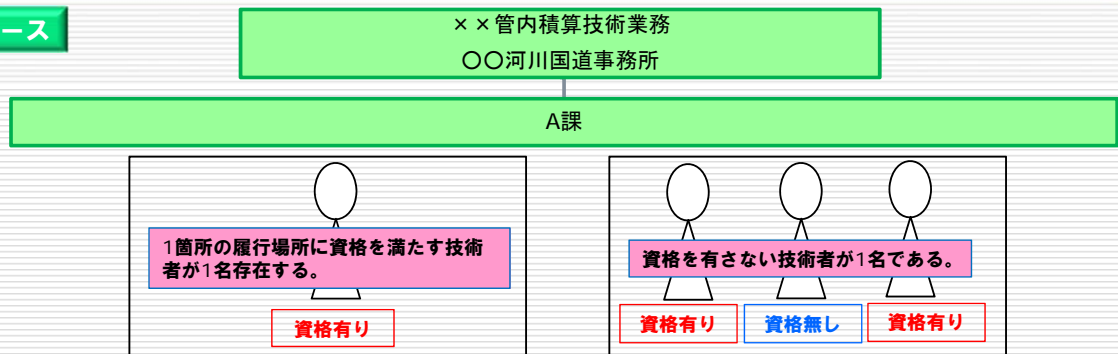 ース
××管内積算技術業務
〇〇河川国道事務所
A課
1箇所の履行場所に資格を満たす技術
者が1名存在する。
資格を有さない技術者が1名である。
資格有り
資格有り
資格無し
資格有り